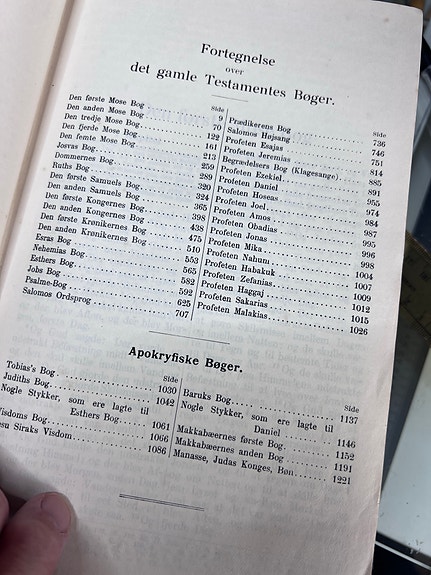 Fortegnelse
over
det gamle Testamentes Bøger.
Side
Den første Mose Bog 9
Den anden Mose Bog 70
Den tredje Mose Bog 122
Den fjerde Mose Bog 161
Den femte Mose Bog 213
Josvas Bog 259
Dommernes Bog 289
Ruths Bog 320
Den første Samuels Bog 324
Den anden Samuels Bog 365
Den første Kongernes Bog 398
Den anden Kongernes Bog 438
Den første Krønikernes Bog 475
Den anden Krønikernes Bog 510
Esras Bog 553
Nehemias Bog 565
Esthers Bog 582
Jobs Bog 592
Psalme-Bog 625
Salomos Ordsprog 707
Side
Prædikerens Bog 736
Salomos Højsang 746
Profeten Esajas 751
Profeten Jeremias 814
Begrædelsers Bog (Klagesange) 885
Profeten Ezekiel 891
Profeten Daniel 955
Profeten Hoseas 974
Profeten Joel 984
Profeten Amos 987
Profeten Obadias 995
Profeten Jonas 996
Profeten Mika 998
Profeten Nahum 1004
Profeten Habakuk 1007
Profeten Zefanias 1009
Profeten Haggaj 1012
Profeten Sakarias 1015
Profeten Malakias 1026
Apokryfiske Bøger.
Side
Tobias's Bog 1030
Judiths Bog 1042
Nogle Stykker, som ere lagte til
Esthers Bog 1061
isdoms Bog 1066
esu Siraks Visdom 1086
Side
Baruks Bog 1137
Nogle Stykker, som ere lagte til
Daniel 1146
Makkabæernes første Bog 1152
Makkabæernes anden Bog 1191
Manasse, Judas Konges, Bøn 1221